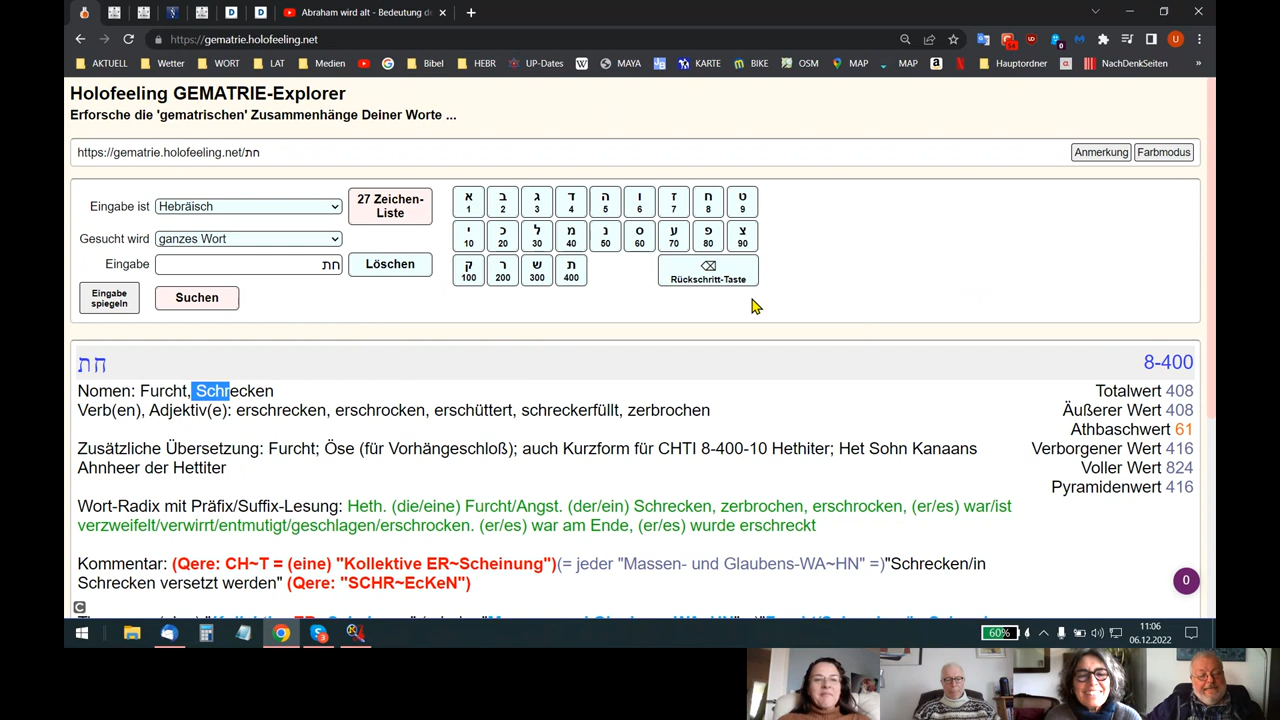 Abraham wird alt - Bedeutung de
https://gematrie.holofeeling.net
AKTUELL Wetter WORT LAT Medien Bibel HEBR UP-Dates MAYA KARTE BIKE OSM MAP MAP Hauptordner NachDenkSeiten »
Holofeeling GEMATRIE-Explorer
Erforsche die 'gematrischen' Zusammenhänge Deiner Worte ...
https://gematrie.holofeeling.net/חת Anmerkung Farbmodus
Eingabe ist Hebräisch 27 Zeichen-Liste
Gesucht wird ganzes Wort
Eingabe חת Löschen
Eingabe spiegeln Suchen
א ב ג ד ה ו ז ח ט
1 2 3 4 5 6 7 8 9
י כ ל מ נ ס ע פ צ
10 20 30 40 50 60 70 80 90
ק ר ש ת
100 200 300 400 Rückschritt-Taste
חת 8-400
Nomen: Furcht, Schrecken
Verb(en), Adjektiv(e): erschrecken, erschrocken, erschüttert, schreckerfüllt, zerbrochen
Zusätzliche Übersetzung: Furcht; Öse (für Vorhängeschloß); auch Kurzform für CHTI 8-400-10 Hethiter; Het Sohn Kanaans
Ahnheer der Hettiter
Wort-Radix mit Präfix/Suffix-Lesung: Heth. (die/eine) Furcht/Angst. (der/ein) Schrecken, zerbrochen, erschrocken, (er/es) war/ist
verzweifelt/verwirrt/entmutigt/geschlagen/erschrocken. (er/es) war am Ende, (er/es) wurde erschreckt
Kommentar: (Qere: CH~T = (eine) "Kollektive ER~Scheinung")(= jeder "Massen- und Glaubens-WA~HN" =)"Schrecken/in
Schrecken versetzt werden" (Qere: "SCHR~EcKeN")
Totalwert 408
Äußerer Wert 408
Athbaschwert 61
Verborgener Wert 416
Voller Wert 824
Pyramidenwert 416
0
60%
11:06
06.12.2022